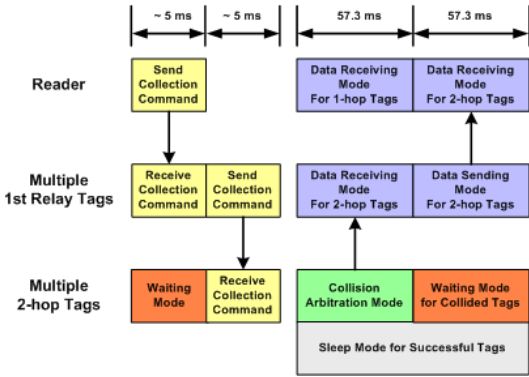 ~ 5 ms ~ 5 ms 57.3 ms 57.3 ms
Reader
Send
Collection
Command
Data Receiving
Mode
For 1-hop Tags
Data Receiving
Mode
For 2-hop Tags
Multiple
1st Relay Tags
Receive
Collection
Command
Send
Collection
Command
Data Receiving
Mode
For 2-hop Tags
Data Sending
Mode
For 2-hop Tags
Multiple
2-hop Tags
Waiting
Mode
Receive
Collection
Command
Collision
Arbitration Mode
Waiting Mode
for Collided Tags
Sleep Mode for Successful Tags